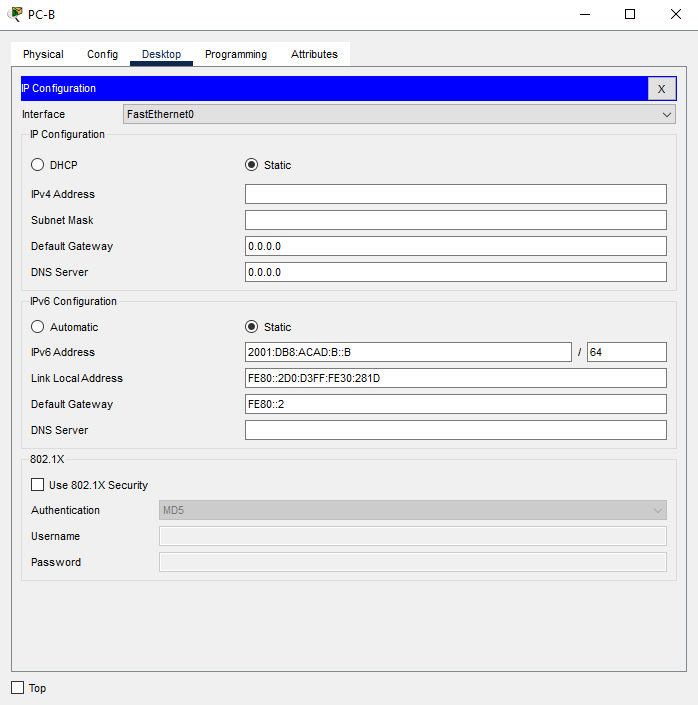 PC-B
Physical Config Desktop Programming Attributes
IP Configuration X
Interface FastEthernet0
IP Configuration
DHCP Static
IPv4 Address
Subnet Mask
Default Gateway 0.0.0.0
DNS Server 0.0.0.0
IPv6 Configuration
Automatic Static
IPv6 Address 2001:DB8:ACAD:B::B / 64
Link Local Address FE80::2D0:D3FF:FE30:281D
Default Gateway FE80::2
DNS Server
802.1X
Use 802.1X Security
Authentication MD5
Username
Password
Top